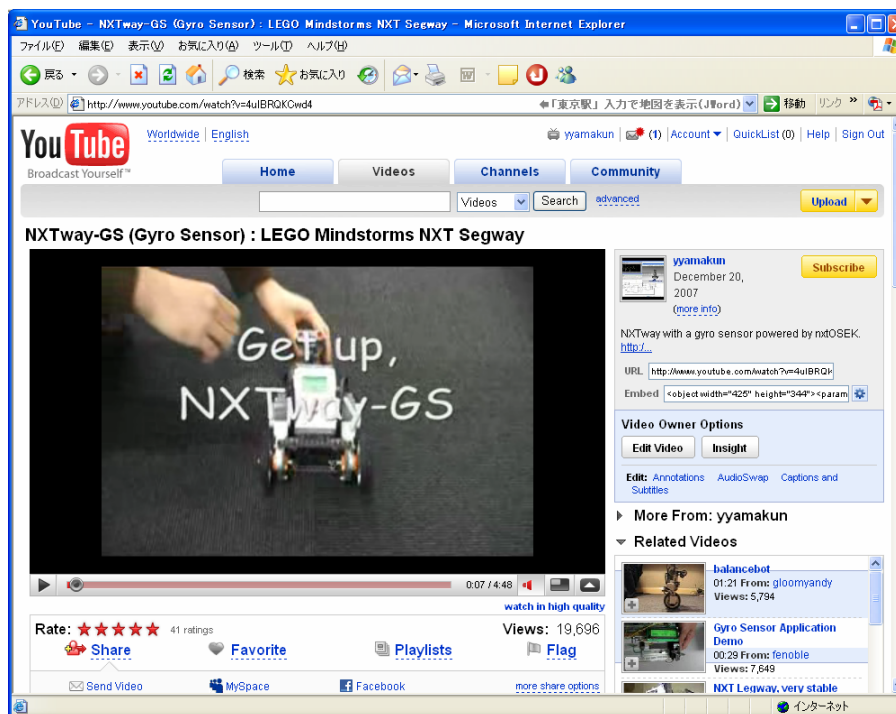 YouTube - NXTway-GS (Gyro Sensor) : LEGO Mindstorms NXT Segway - Microsoft Internet Explorer
ファイル(F) 編集(E) 表示(V) お気に入り(A) ツール(T) ヘルプ(H)
戻る 検索 お気に入り
アドレス(D) http://www.youtube.com/watch?v=4ulBRQKCwd4 「東京駅」入力で地図を表示(JWord) 移動 リンク »
YouTube Worldwide | English yyamakun | (1) | Account | QuickList (0) | Help | Sign Out
Broadcast Yourself™
Home Videos Channels Community
Videos Search advanced Upload
NXTway-GS (Gyro Sensor) : LEGO Mindstorms NXT Segway
Get up,
NXTway-GS
0:07 / 4:48
watch in high quality
Rate: 41 ratings Views: 19,696
Share Favorite Playlists Flag
Send Video MySpace Facebook more share options
yyamakun
December 20,
2007
(more info)
Subscribe
NXTway with a gyro sensor powered by nxtOSEK.
http:/...
URL http://www.youtube.com/watch?v=4ulBRQK
Embed <object width="425" height="344"><param
Video Owner Options
Edit Video Insight
Edit: Annotations AudioSwap Captions and
Subtitles
More From: yyamakun
Related Videos
balancebot
01:21 From: gloomyandy
Views: 5,794
Gyro Sensor Application
Demo
00:29 From: fenoble
Views: 7,649
NXT Legway, very stable
インターネット